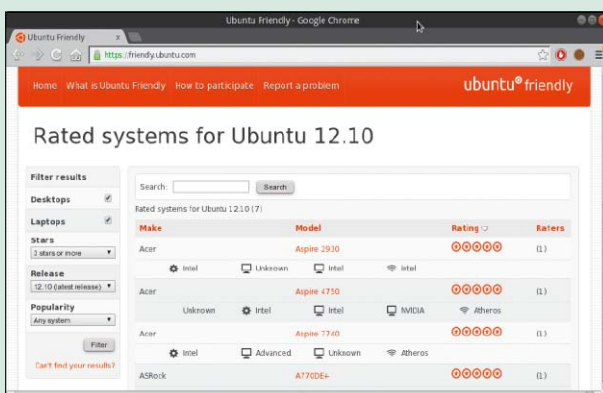 Ubuntu Friendly - Google Chrome
Ubuntu Friendly x
https://friendly.ubuntu.com
Home What is Ubuntu Friendly How to participate Report a problem ubuntu® friendly
Rated systems for Ubuntu 12.10
Filter results
Desktops
Laptops
Stars
3 stars or more
Release
12.10 (latest release)
Popularity
Any system
Filter
Can't find your results?
Search: Search
Rated systems for Ubuntu 12.10 (7)
Make Model Rating Raters
Acer Aspire 2930 (1)
Intel Unknown Intel Intel
Acer Aspire 4750 (1)
Unknown Intel Intel NVIDIA Atheros
Acer Aspire 7740 (1)
Intel Advanced Unknown Atheros
ASRock A770DE+ (1)